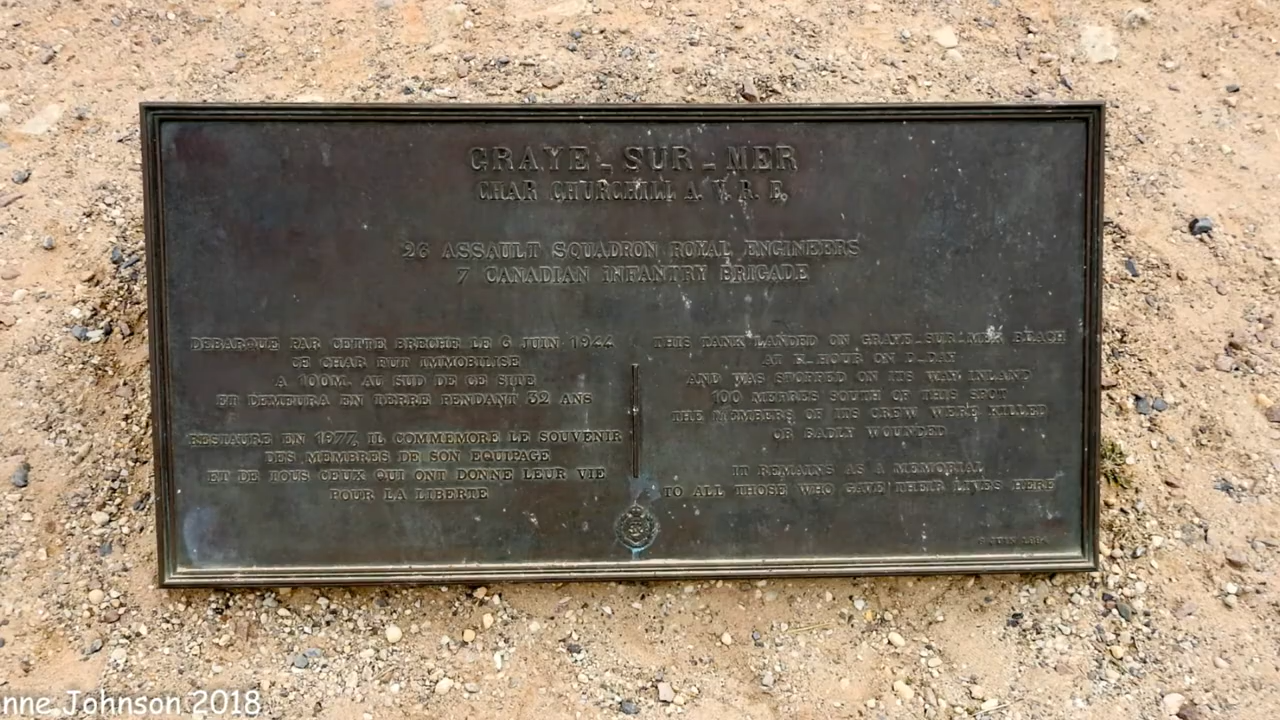 GRAYE-SUR-MER
CHAR CHURCHILL A.V.R.E.
26 ASSAULT SQUADRON ROYAL ENGINEERS
7 CANADIAN INFANTRY BRIGADE
DEBARQUE PAR CETTE BRECHE LE 6 JUIN 1944
CE CHAR FUT IMMOBILISE
A 100M. AU SUD DE CE SITE
ET DEMEURA EN TERRE PENDANT 32 ANS
RESTAURE EN 1977, IL COMMEMORE LE SOUVENIR
DES MEMBRES DE SON EQUIPAGE
ET DE TOUS CEUX QUI ONT DONNE LEUR VIE
POUR LA LIBERTE
THIS TANK LANDED ON GRAYE-SUR-MER BEACH
AT H-HOUR ON D-DAY
AND WAS STOPPED ON ITS WAY INLAND
100 METRES SOUTH OF THIS SPOT
THE MEMBERS OF ITS CREW WERE KILLED
OR BADLY WOUNDED
IT REMAINS AS A MEMORIAL
TO ALL THOSE WHO GAVE THEIR LIVES HERE
JUIN
nne Johnson 2018